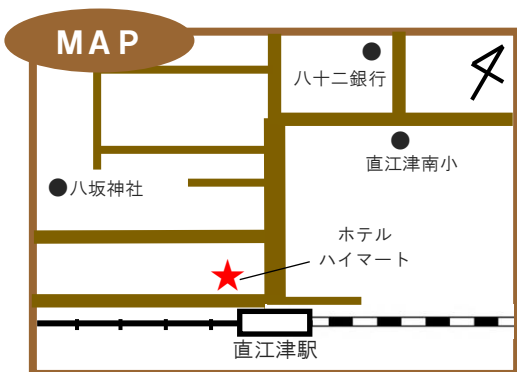 MAP
八十二銀行
直江津南小
八坂神社
ホテル
ハイマート
直江津駅